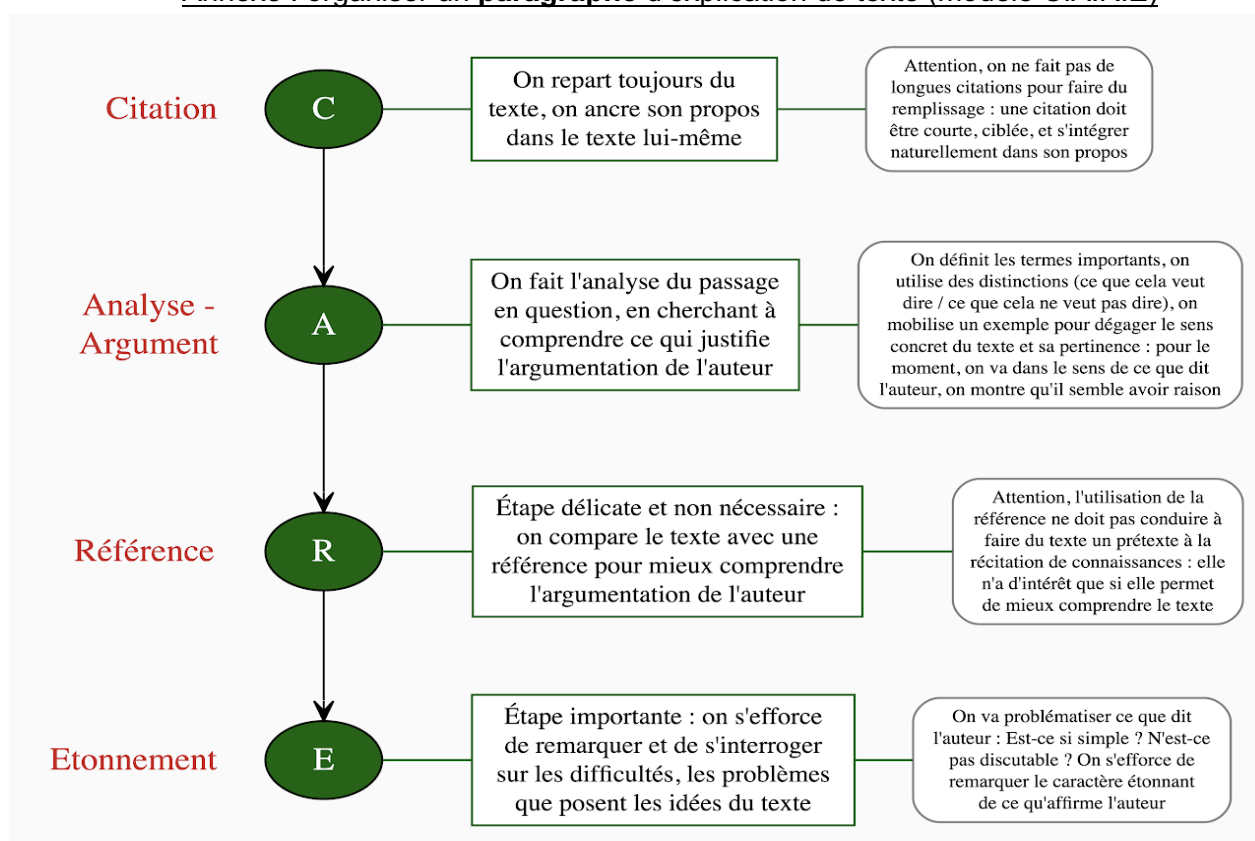 Annexe : organiser un paragraphe d'explication de texte (modèle C.A.R.E)
Citation
C
On repart toujours du
texte, on ancre son propos
dans le texte lui-même
Attention, on ne fait pas de
longues citations pour faire du
remplissage : une citation doit
être courte, ciblée, et s'intégrer
naturellement dans son propos
Analyse -
Argument
A
On fait l'analyse du passage
en question, en cherchant à
comprendre ce qui justifie
l'argumentation de l'auteur
On définit les termes importants, on
utilise des distinctions (ce que cela veut
dire / ce que cela ne veut pas dire), on
mobilise un exemple pour dégager le sens
concret du texte et sa pertinence : pour le
moment, on va dans le sens de ce que dit
l'auteur, on montre qu'il semble avoir raison
Référence
R
Étape délicate et non nécessaire :
on compare le texte avec une
référence pour mieux comprendre
l'argumentation de l'auteur
Attention, l'utilisation de la
référence ne doit pas conduire à
faire du texte un prétexte à la
récitation de connaissances : elle
n'a d'intérêt que si elle permet
de mieux comprendre le texte
Etonnement
E
Étape importante : on s'efforce
de remarquer et de s'interroger
sur les difficultés, les problèmes
que posent les idées du texte
On va problématiser ce que dit
l'auteur : Est-ce si simple ? N'est-ce
pas discutable ? On s'efforce de
remarquer le caractère étonnant
de ce qu'affirme l'auteur